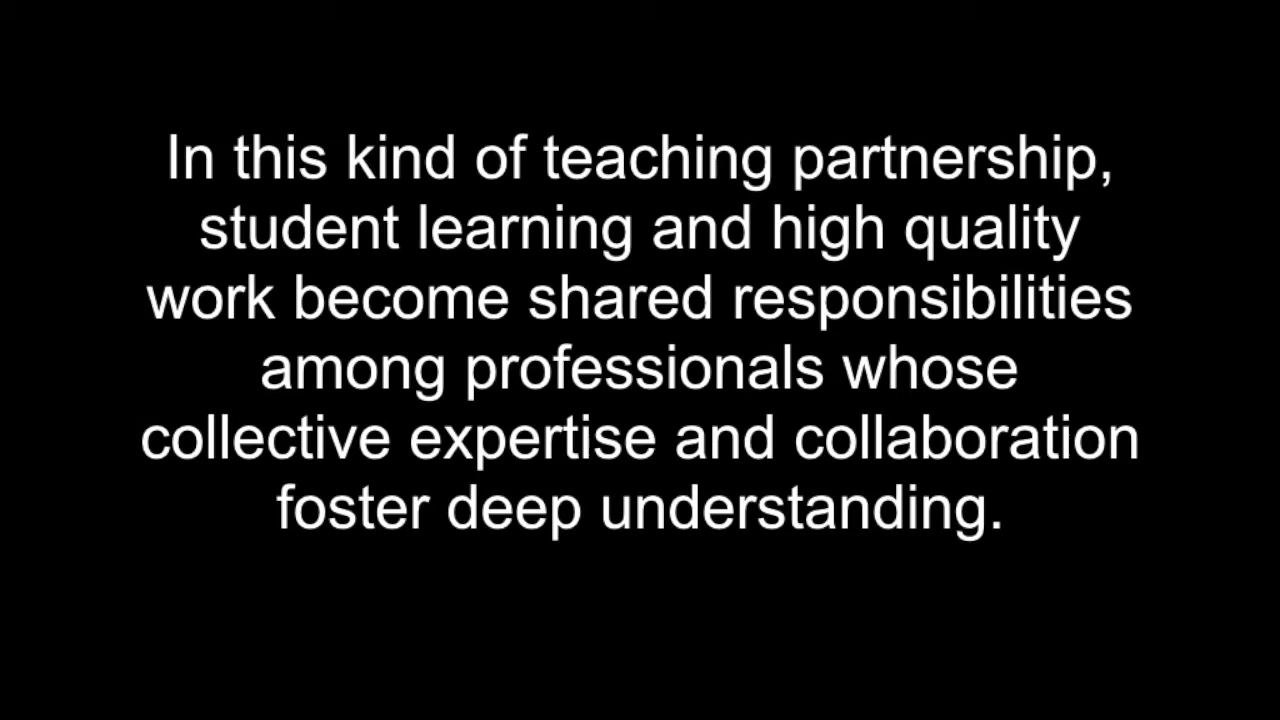 In this kind of teaching partnership,
student learning and high quality
work become shared responsibilities
among professionals whose
collective expertise and collaboration
foster deep understanding.